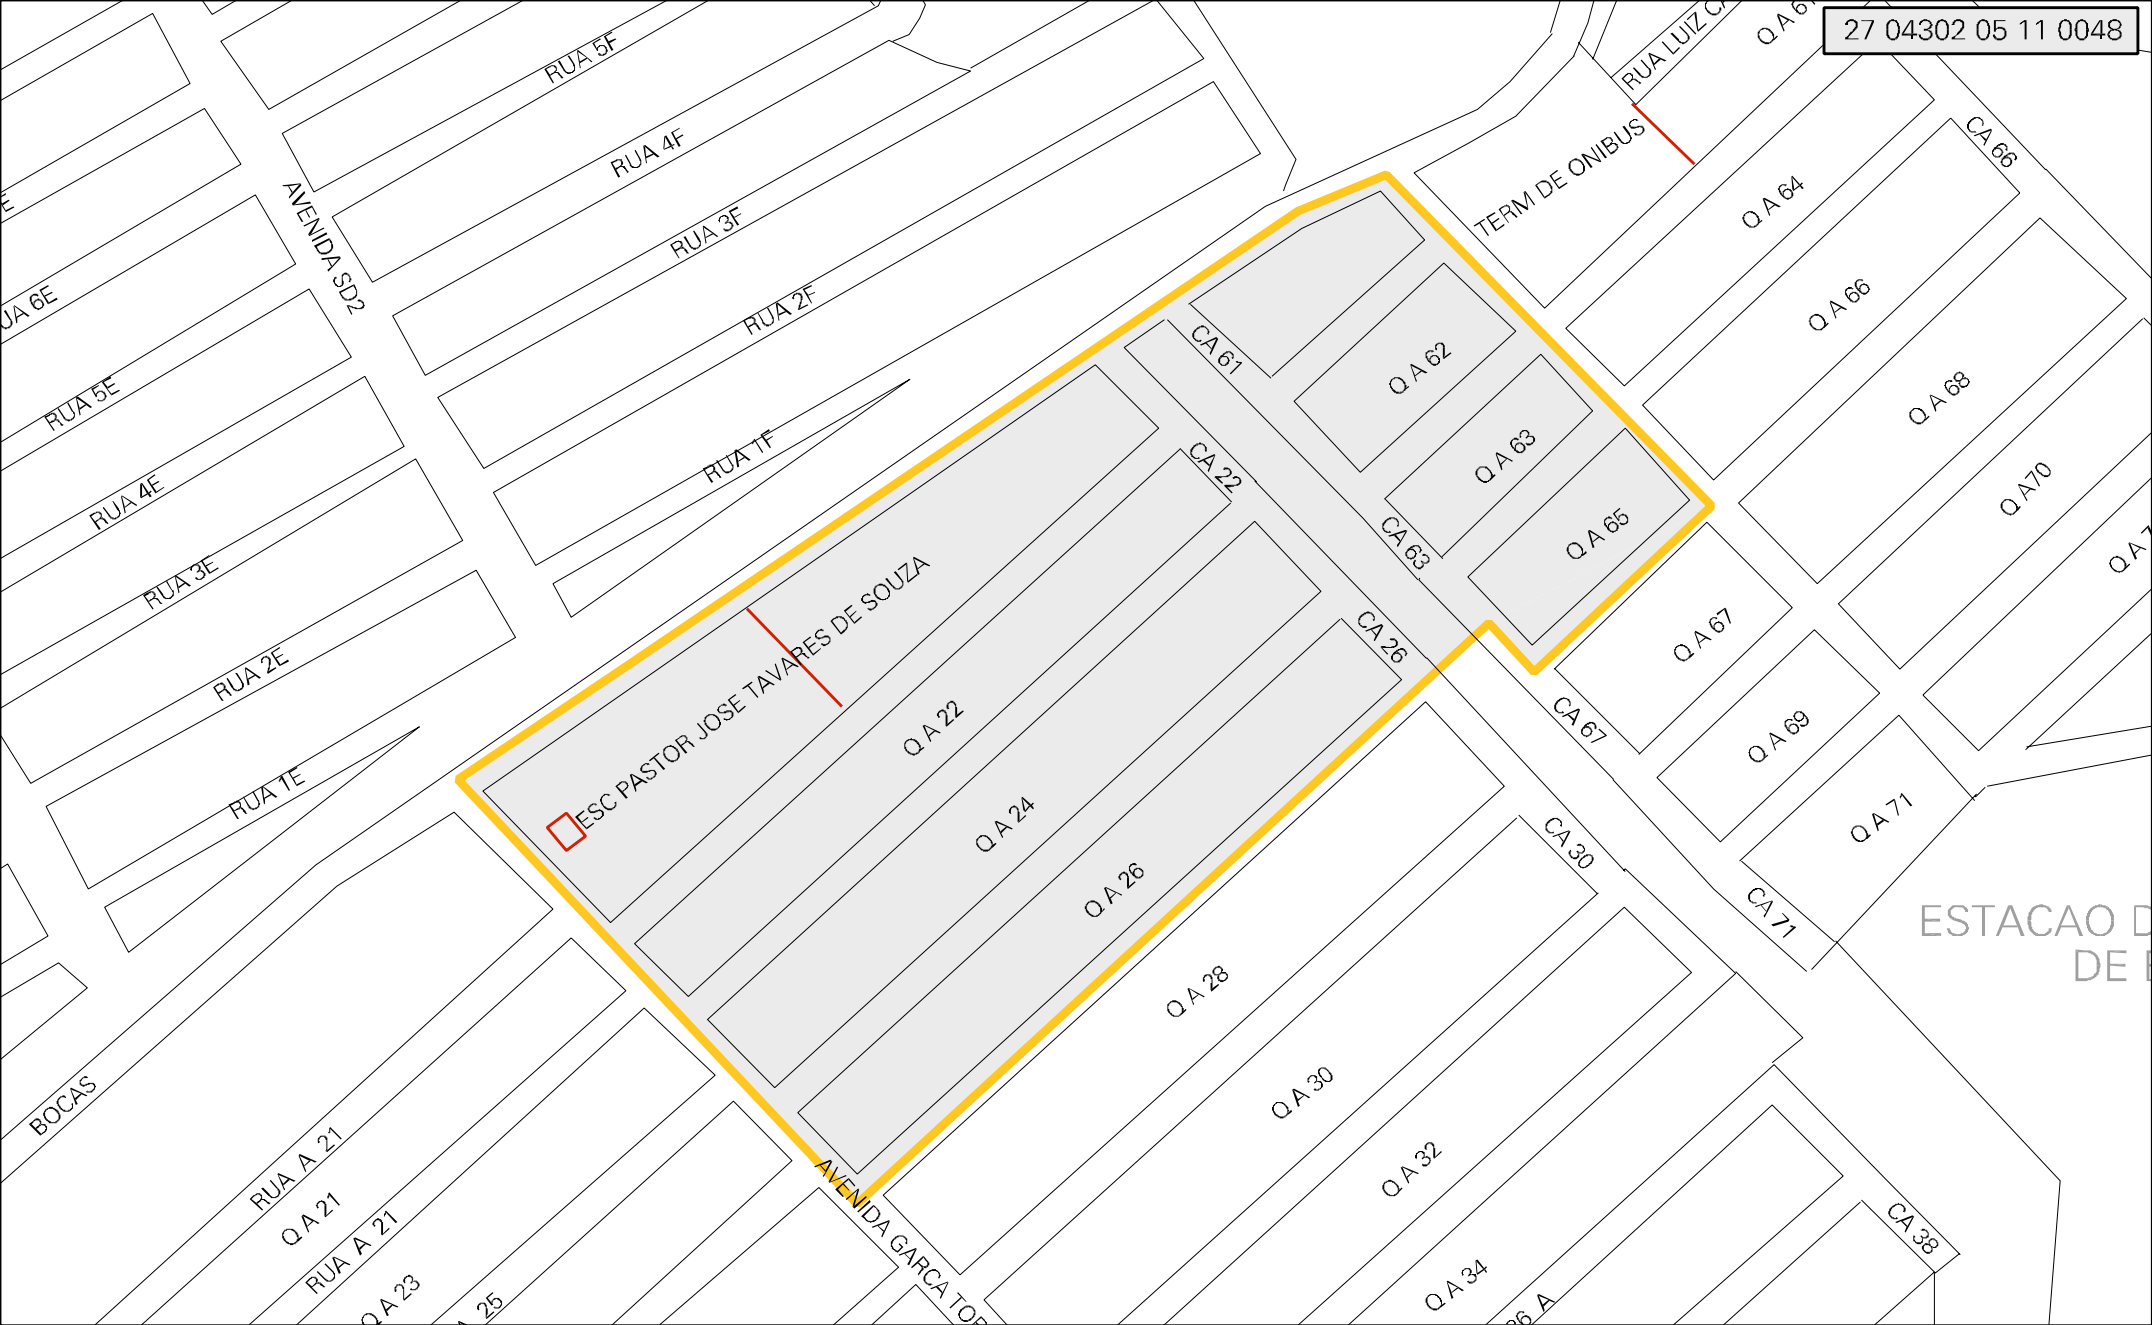 27 04302 05 11 0048
RUA LUIZ
RUA 5F
RUA 4F
RUA 3F
RUA 2F
RUA 1F
AVENIDA SD2
RUA 5E
RUA 4E
RUA 3E
RUA 2E
RUA 1E
TERM DE ONIBUS
CA 66
Q A 64
Q A 66
Q A 68
Q A70
CA 61
Q A 62
Q A 63
Q A 65
CA 22
CA 63
CA 26
Q A 67
CA 67
Q A 69
Q A 71
CA 71
CA 30
ESC PASTOR JOSE TAVARES DE SOUZA
Q A 22
Q A 24
Q A 26
Q A 28
Q A 30
Q A 32
Q A 34
CA 38
ESTACAO
DE
BOCAS
RUA A 21
Q A 21
RUA A 21
Q A 23
A 25
AVENIDA GARCA